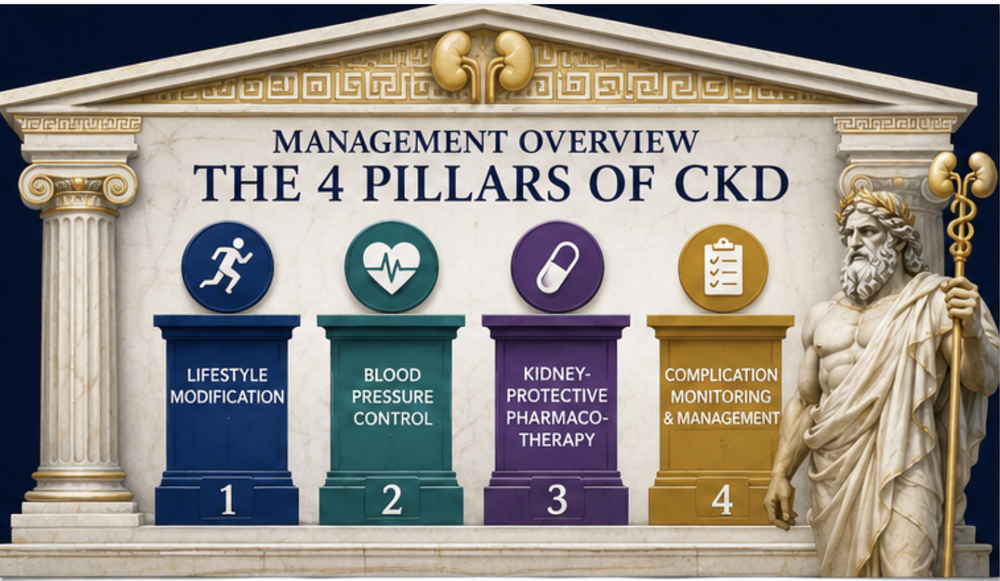 MANAGEMENT OVERVIEW
THE 4 PILLARS OF CKD
LIFESTYLE
MODIFICATION
1
BLOOD
PRESSURE
CONTROL
2
KIDNEY-
PROTECTIVE
PHARMACO-
THERAPY
3
COMPLICATION
MONITORING
& MANAGEMENT
4